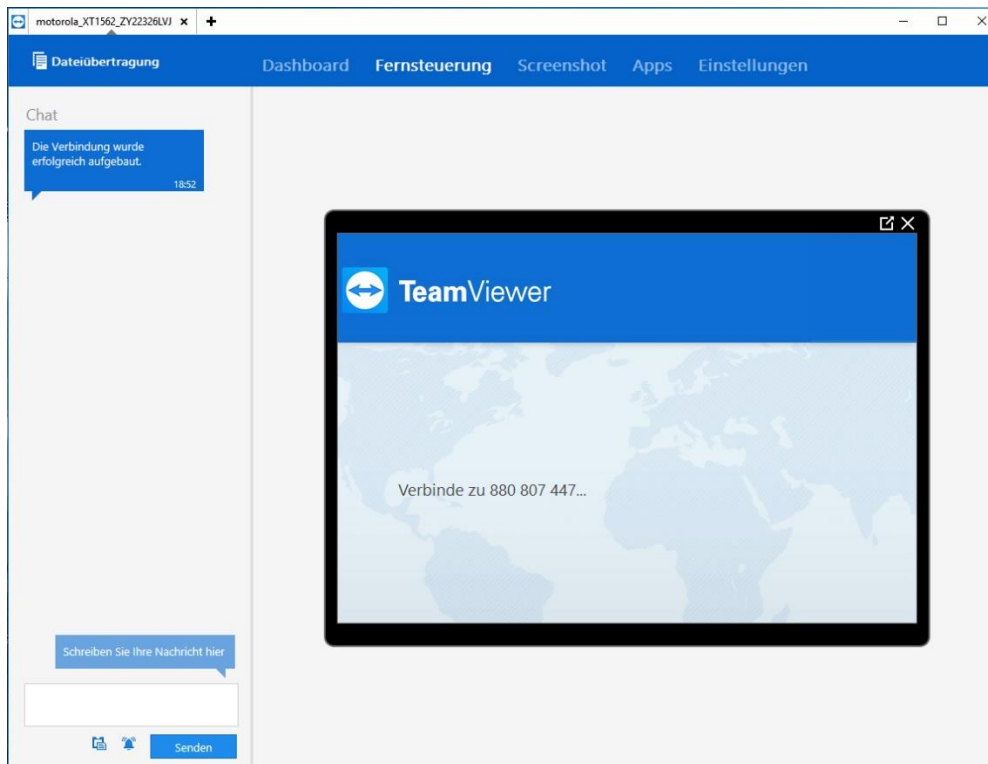 motorola_XT1562_ZY22326LVJ
Dateiübertragung
Dashboard Fernsteuerung Screenshot Apps Einstellungen
Chat
Die Verbindung wurde
erfolgreich aufgebaut.
18:52
TeamViewer
Verbinde zu 880 807 447...
Schreiben Sie Ihre Nachricht hier
Senden